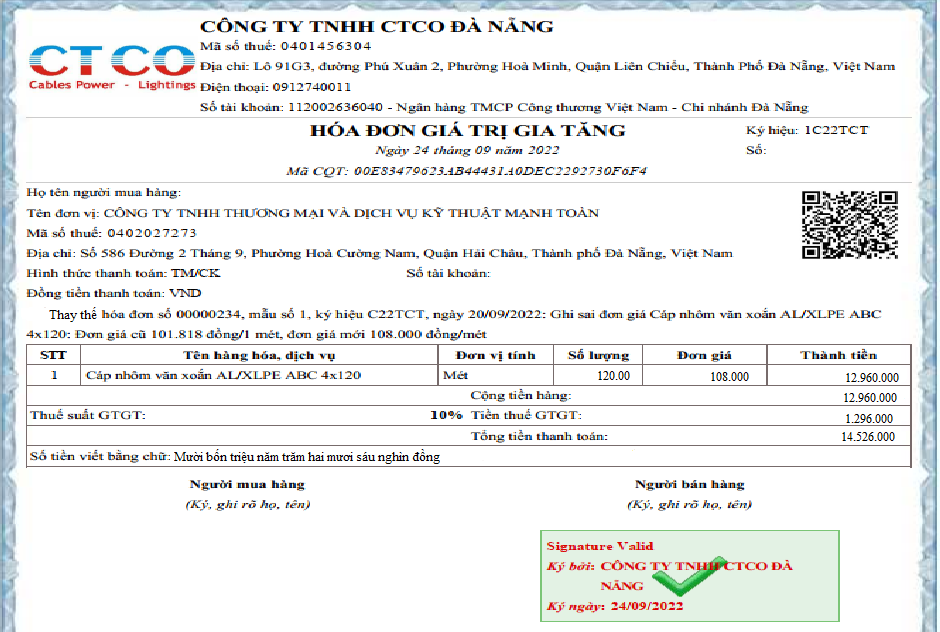 CÔNG TY TNHH CTCO ĐÀ NẴNG
CTCO
Cables Power - Lightings
Mã số thuế: 0401456304
Địa chỉ: Lô 91G3, đường Phú Xuân 2, Phường Hoà Minh, Quận Liên Chiểu, Thành Phố Đà Nẵng, Việt Nam
Điện thoại: 0912740011
Số tài khoản: 112002636040 - Ngân hàng TMCP Công thương Việt Nam - Chi nhánh Đà Nẵng
HÓA ĐƠN GIÁ TRỊ GIA TĂNG
Ký hiệu: 1C22TCT
Ngày 24 tháng 09 năm 2022
Số:
Mã CQT: 00E83479623AB44431A0DEC2292730F6F4
Họ tên người mua hàng:
Tên đơn vị: CÔNG TY TNHH THƯƠNG MẠI VÀ DỊCH VỤ KỸ THUẬT MẠNH TOÀN
Mã số thuế: 0402027273
Địa chỉ: Số 586 Đường 2 Tháng 9, Phường Hoà Cường Nam, Quận Hải Châu, Thành phố Đà Nẵng, Việt Nam
Hình thức thanh toán: TM/CK Số tài khoản:
Đồng tiền thanh toán: VND
Thay thế hóa đơn số 00000234, mẫu số 1, ký hiệu C22TCT, ngày 20/09/2022: Ghi sai đơn giá Cáp nhôm văn xoắn AL/XLPE ABC
4x120: Đơn giá cũ 101.818 đồng/1 mét, đơn giá mới 108.000 đồng/mét
STT Tên hàng hóa, dịch vụ Đơn vị tính Số lượng Đơn giá Thành tiền
1 Cáp nhôm văn xoắn AL/XLPE ABC 4x120 Mét 120.00 108.000 12.960.000
Cộng tiền hàng: 12.960.000
Thuế suất GTGT: 10% Tiền thuế GTGT: 1.296.000
Tổng tiền thanh toán: 14.526.000
Số tiền viết bằng chữ: Mười bốn triệu năm trăm hai mươi sáu nghìn đồng
Người mua hàng Người bán hàng
(Ký, ghi rõ họ, tên) (Ký, ghi rõ họ, tên)
Signature Valid
Ký bởi: CÔNG TY TNHH CTCO ĐÀ
NẴNG
Ký ngày: 24/09/2022